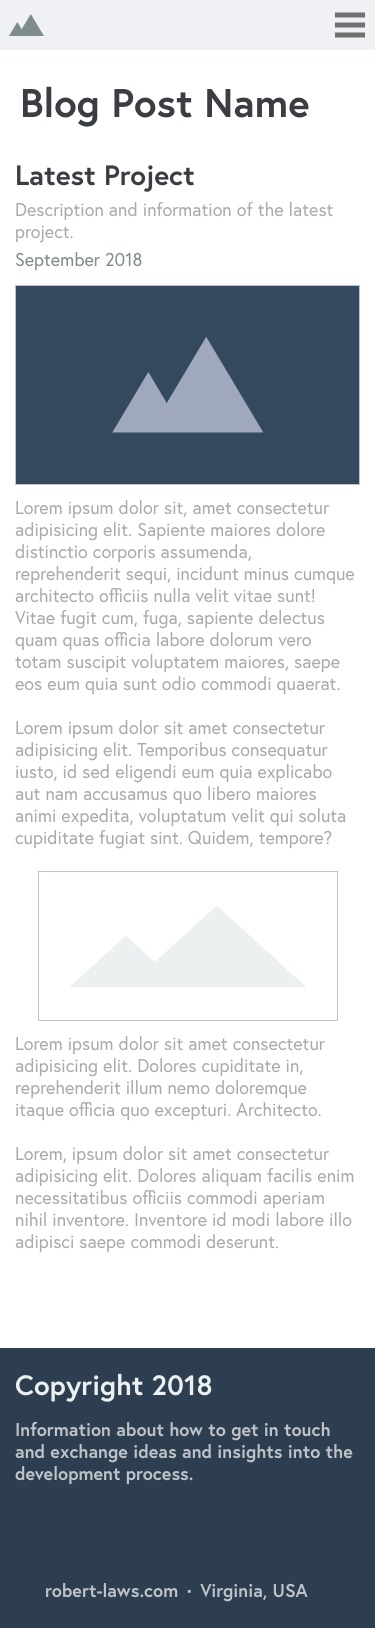 Blog Post Name
Latest Project
Description and information of the latest
project.
September 2018
Lorem ipsum dolor sit, amet consectetur
adipisicing elit. Sapiente maiores dolore
distinctio corporis assumenda,
reprehenderit sequi, incidunt minus cumque
architecto officiis nulla velit vitae sunt!
Vitae fugit cum, fuga, sapiente delectus
quam quas officia labore dolorum vero
totam suscipit voluptatem maiores, saepe
eos eum quia sunt odio commodi quaerat.
Lorem ipsum dolor sit amet consectetur
adipisicing elit. Temporibus consequatur
iusto, id sed eligendi eum quia explicabo
aut nam accusamus quo libero maiores
animi expedita, voluptatum velit qui soluta
cupiditate fugiat sint. Quidem, tempore?
Lorem ipsum dolor sit amet consectetur
adipisicing elit. Dolores cupiditate in,
reprehenderit illum nemo doloremque
itaque officia quo excepturi. Architecto.
Lorem, ipsum dolor sit amet consectetur
adipisicing elit. Dolores aliquam facilis enim
necessitatibus officiis commodi aperiam
nihil inventore. Inventore id modi labore illo
adipisci saepe commodi deserunt.
Copyright 2018
Information about how to get in touch
and exchange ideas and insights into the
development process.
robert-laws.com · Virginia, USA